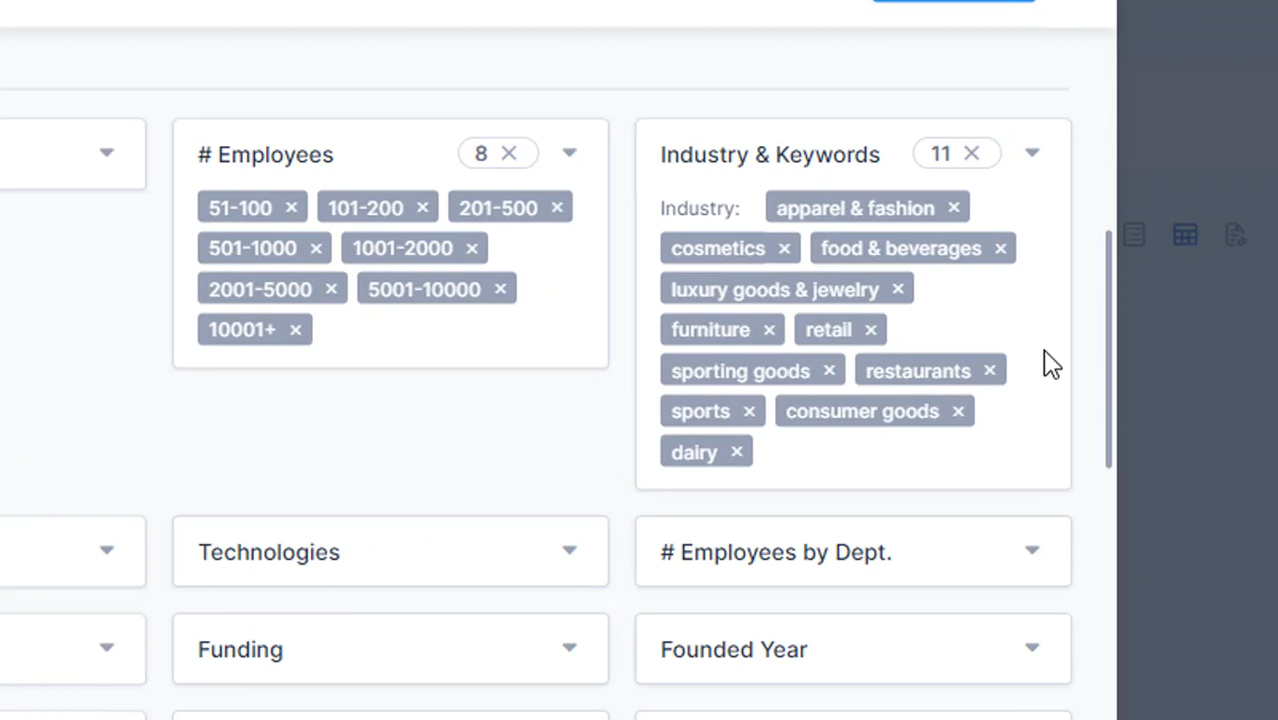 # Employees 8
51-100 101-200 201-500
501-1000 1001-2000
2001-5000 5001-10000
10001+
Industry & Keywords 11
Industry: apparel & fashion
cosmetics food & beverages
luxury goods & jewelry
furniture retail
sporting goods restaurants
sports consumer goods
dairy
Technologies
# Employees by Dept.
Funding
Founded Year